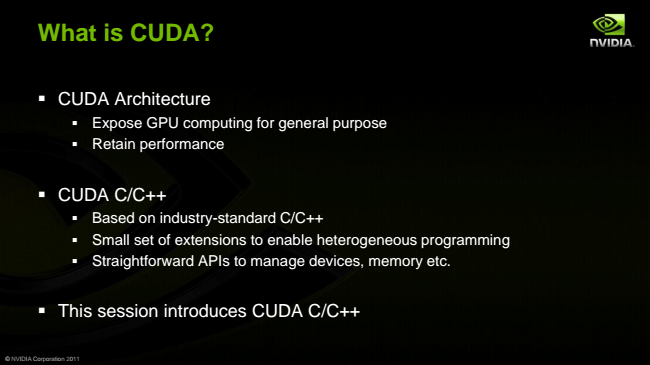 What is CUDA?
NVIDIA.
▪ CUDA Architecture
▪ Expose GPU computing for general purpose
▪ Retain performance
▪ CUDA C/C++
▪ Based on industry-standard C/C++
▪ Small set of extensions to enable heterogeneous programming
▪ Straightforward APIs to manage devices, memory etc.
▪ This session introduces CUDA C/C++
© NVIDIA Corporation 2011